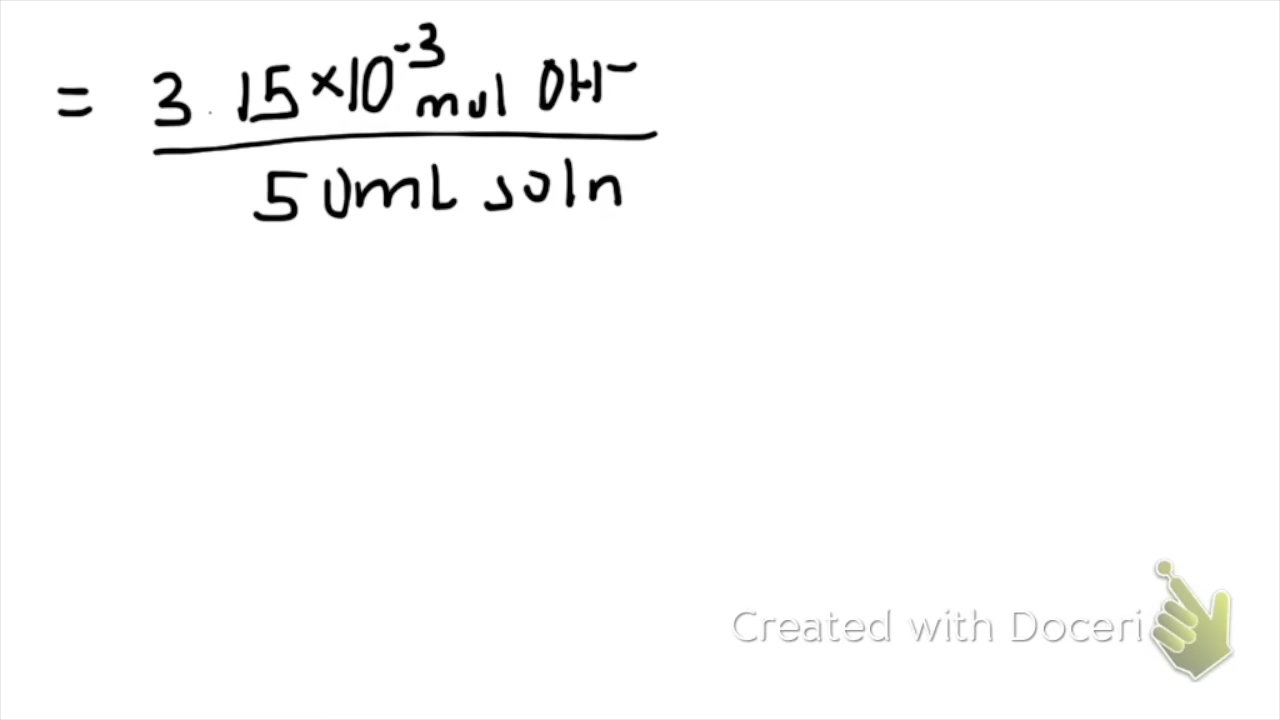 = 3.15×10⁻³ mol OH⁻
50mL soln
Created with Doceri